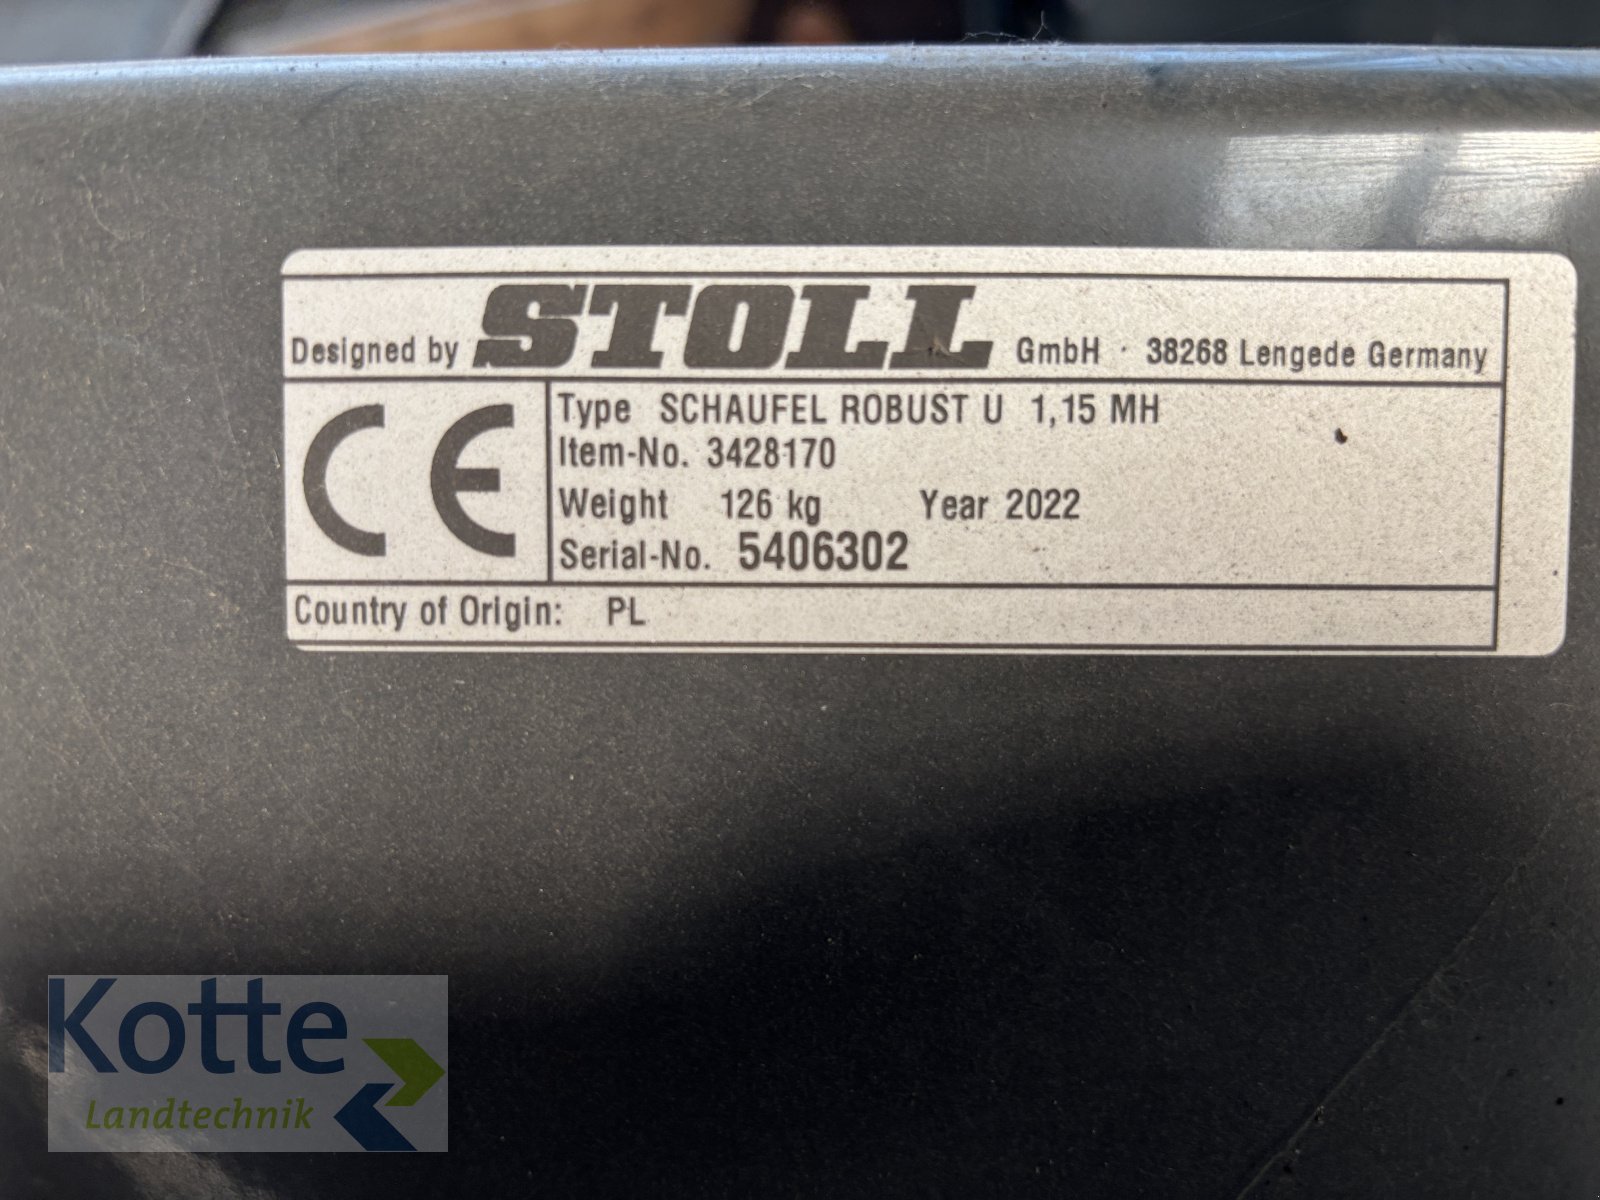 Designed by STOLL GmbH · 38268 Lengede Germany
CE
Type SCHAUFEL ROBUST U 1,15 MH
Item-No. 3428170
Weight 126 kg Year 2022
Serial-No. 5406302
Country of Origin: PL
Kotte
Landtechnik